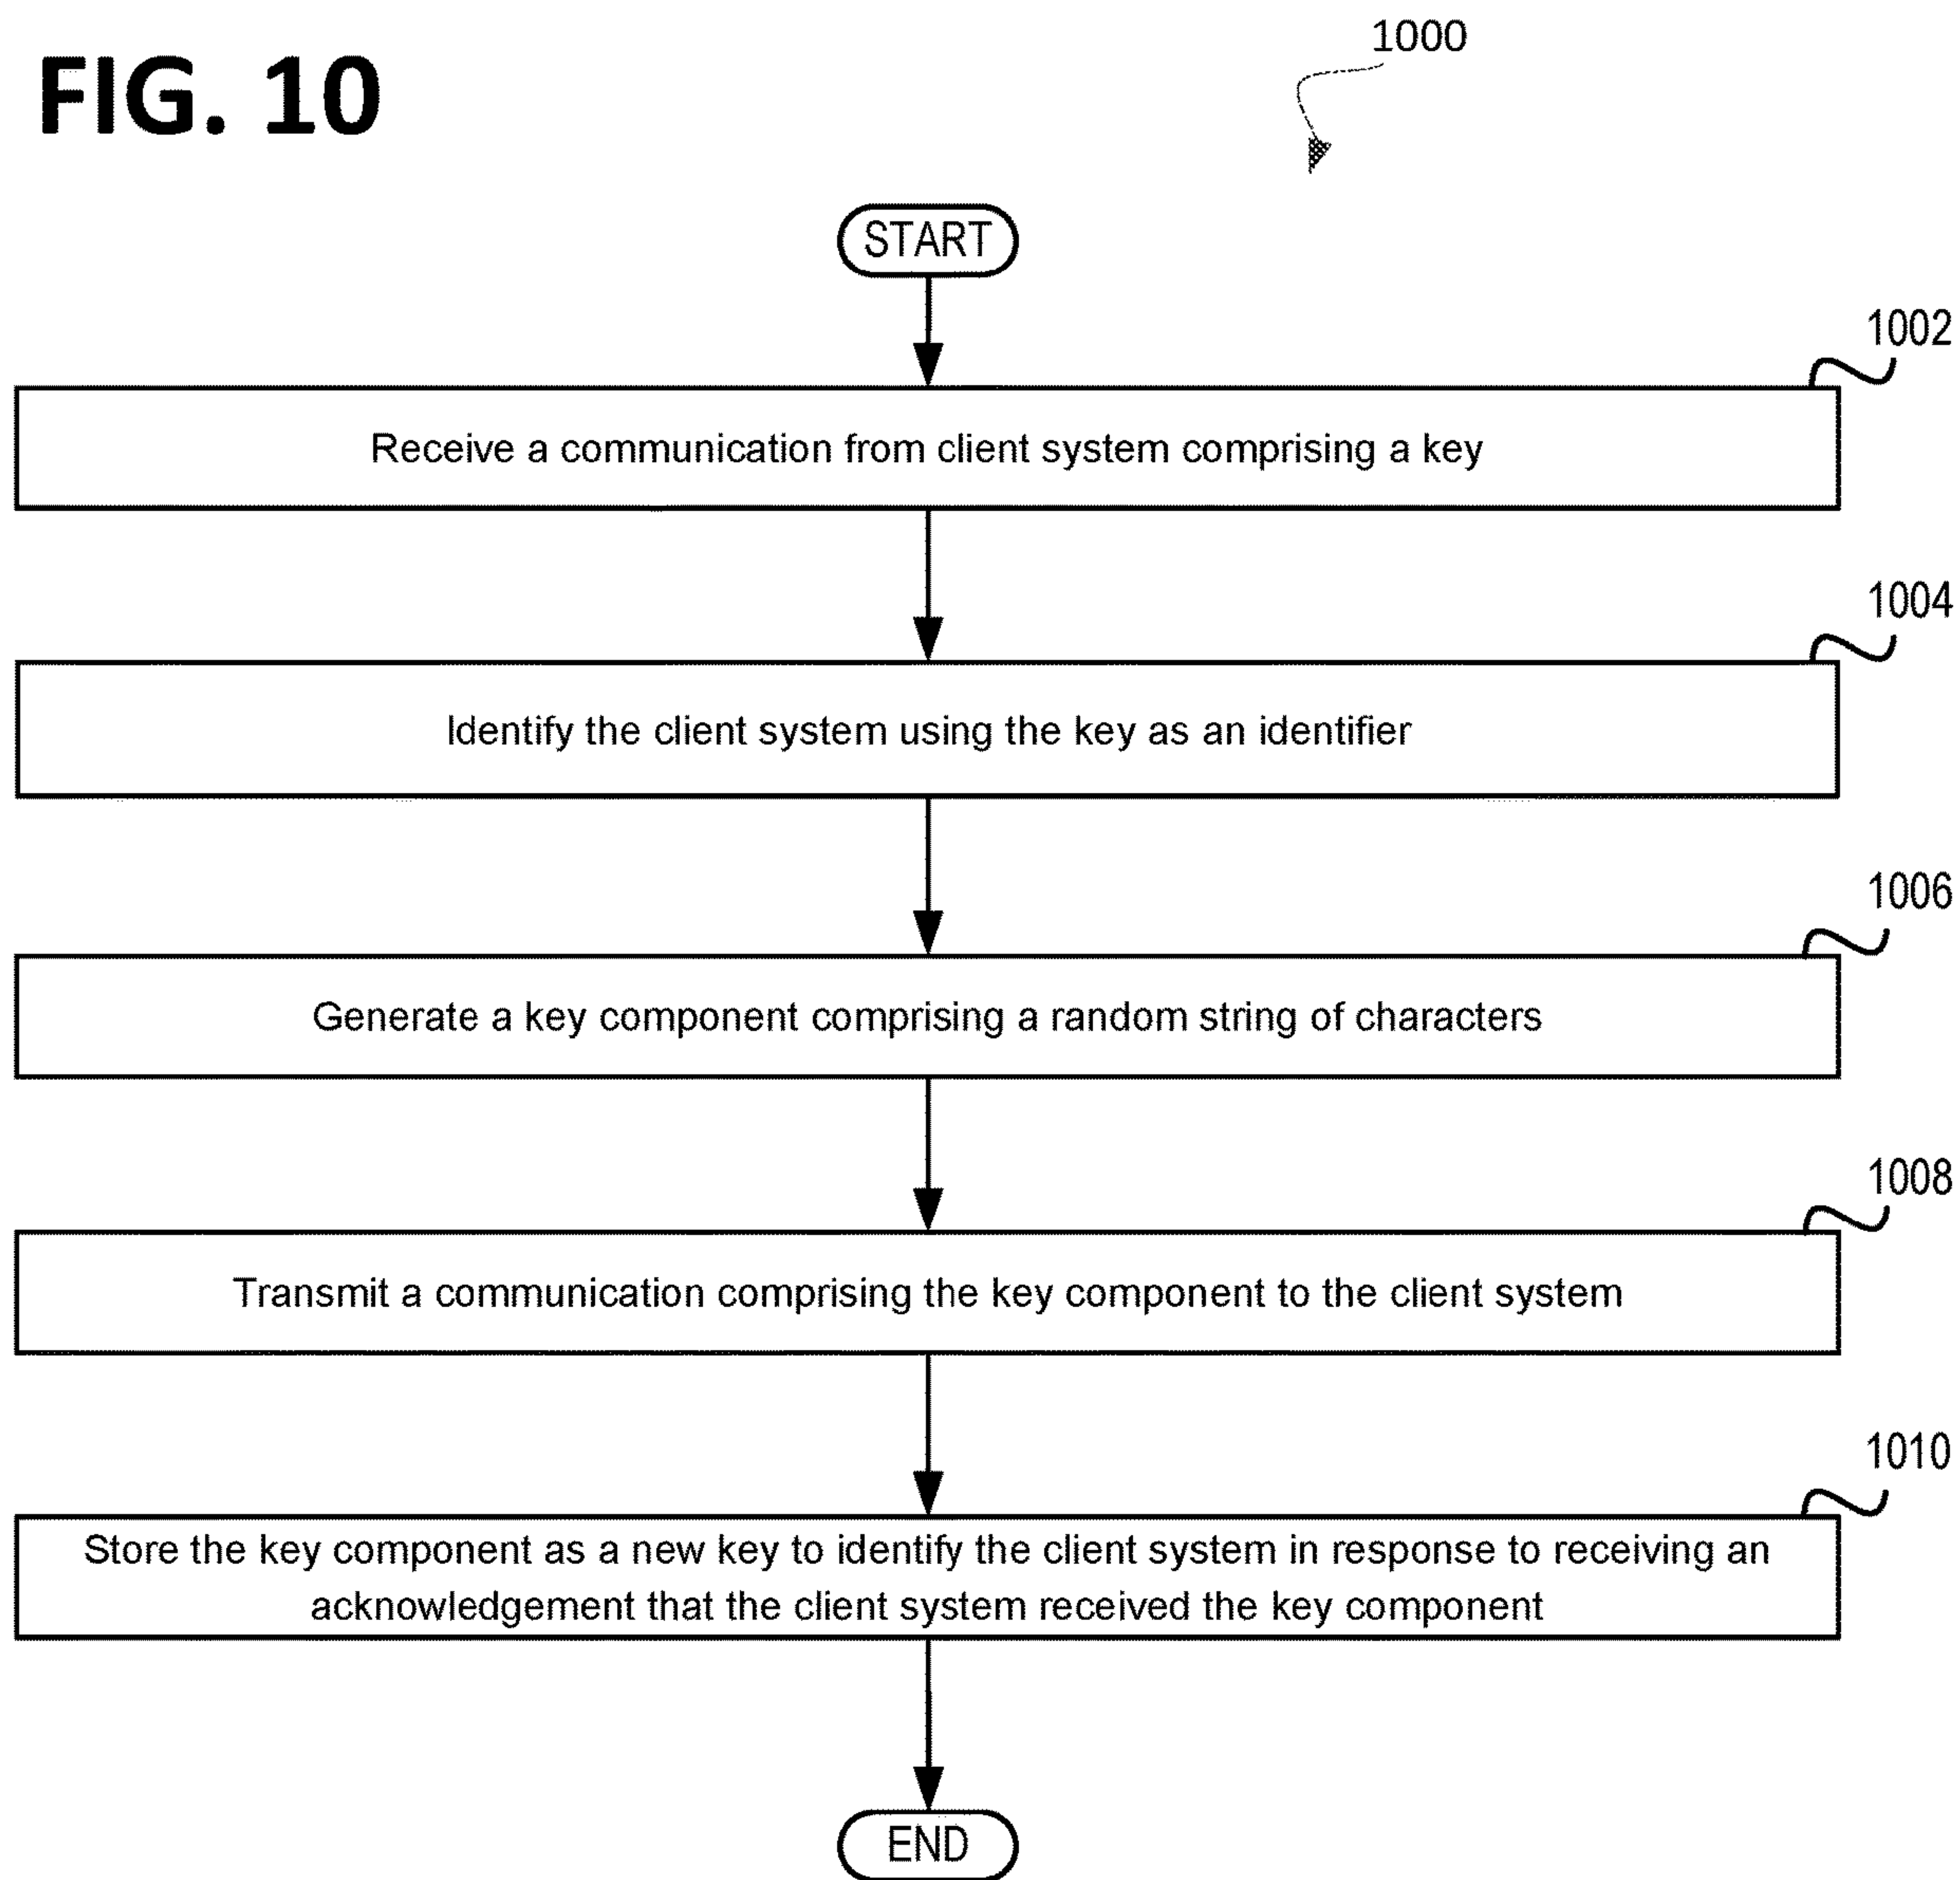 FIG. 10
1000
START
1002
Receive a communication from client system comprising a key
1004
Identify the client system using the key as an identifier
1006
Generate a key component comprising a random string of characters
1008
Transmit a communication comprising the key component to the client system
1010
Store the key component as a new key to identify the client system in response to receiving an
acknowledgement that the client system received the key component
END